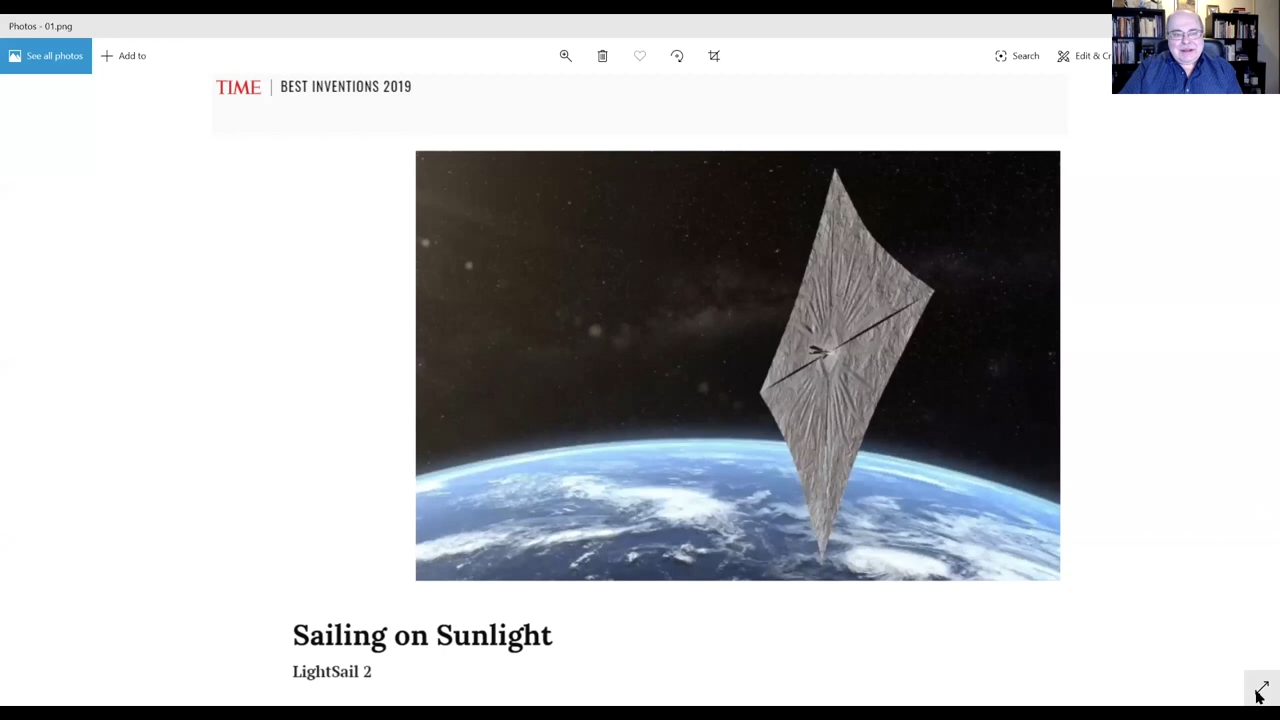 Photos - 01.png
See all photos
Add to
Search
Edit & Cr
TIME | BEST INVENTIONS 2019
Sailing on Sunlight
LightSail 2